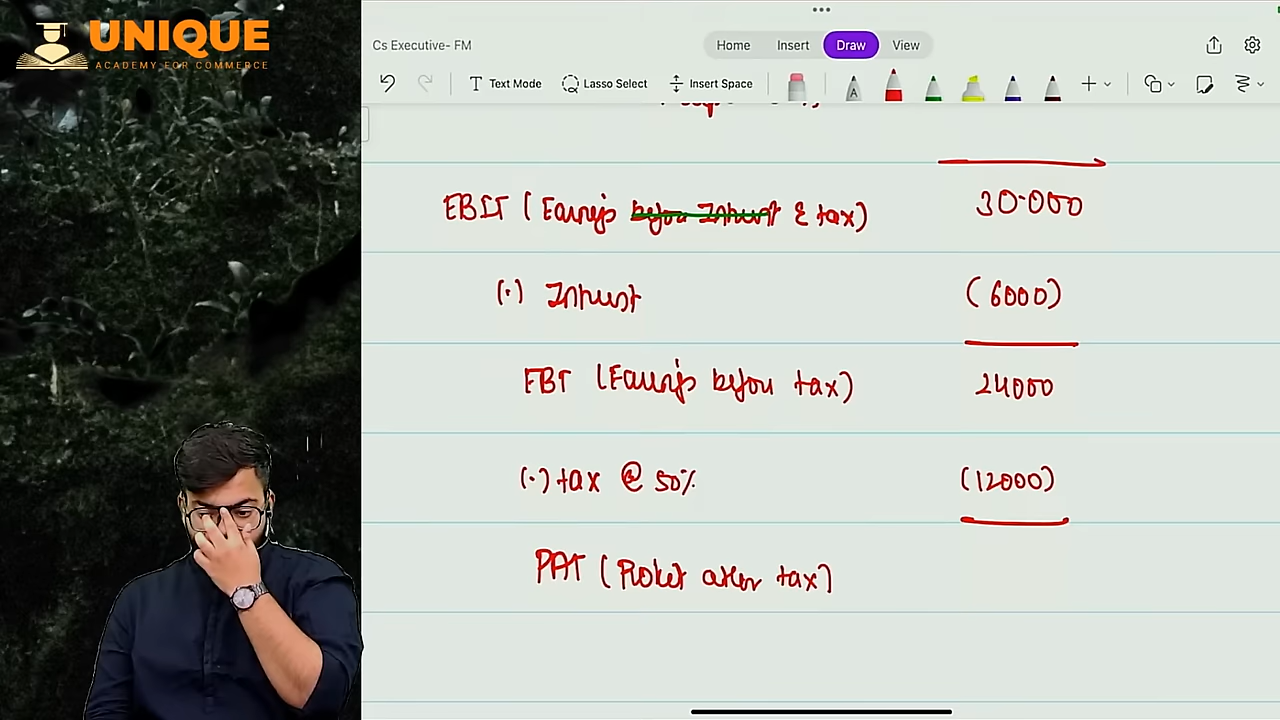 UNIQUE
ACADEMY FOR COMMERCE
Cs Executive- FM
Home Insert Draw View
Text Mode Lasso Select Insert Space
EBIT (Earnings before Interest & tax) 30.000
(-) Interest (6000)
EBT (Earnings before tax) 24000
(-) tax @ 50% (12000)
PAT (Profit after tax)